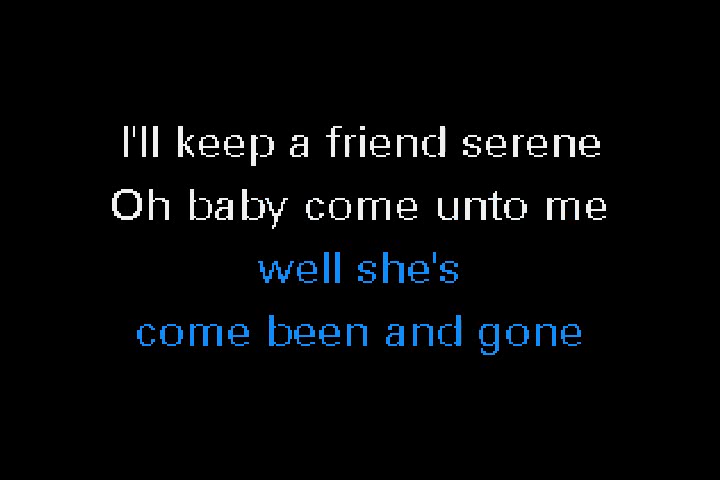 I'll keep a friend serene
Oh baby come unto me
well she's
come been and gone